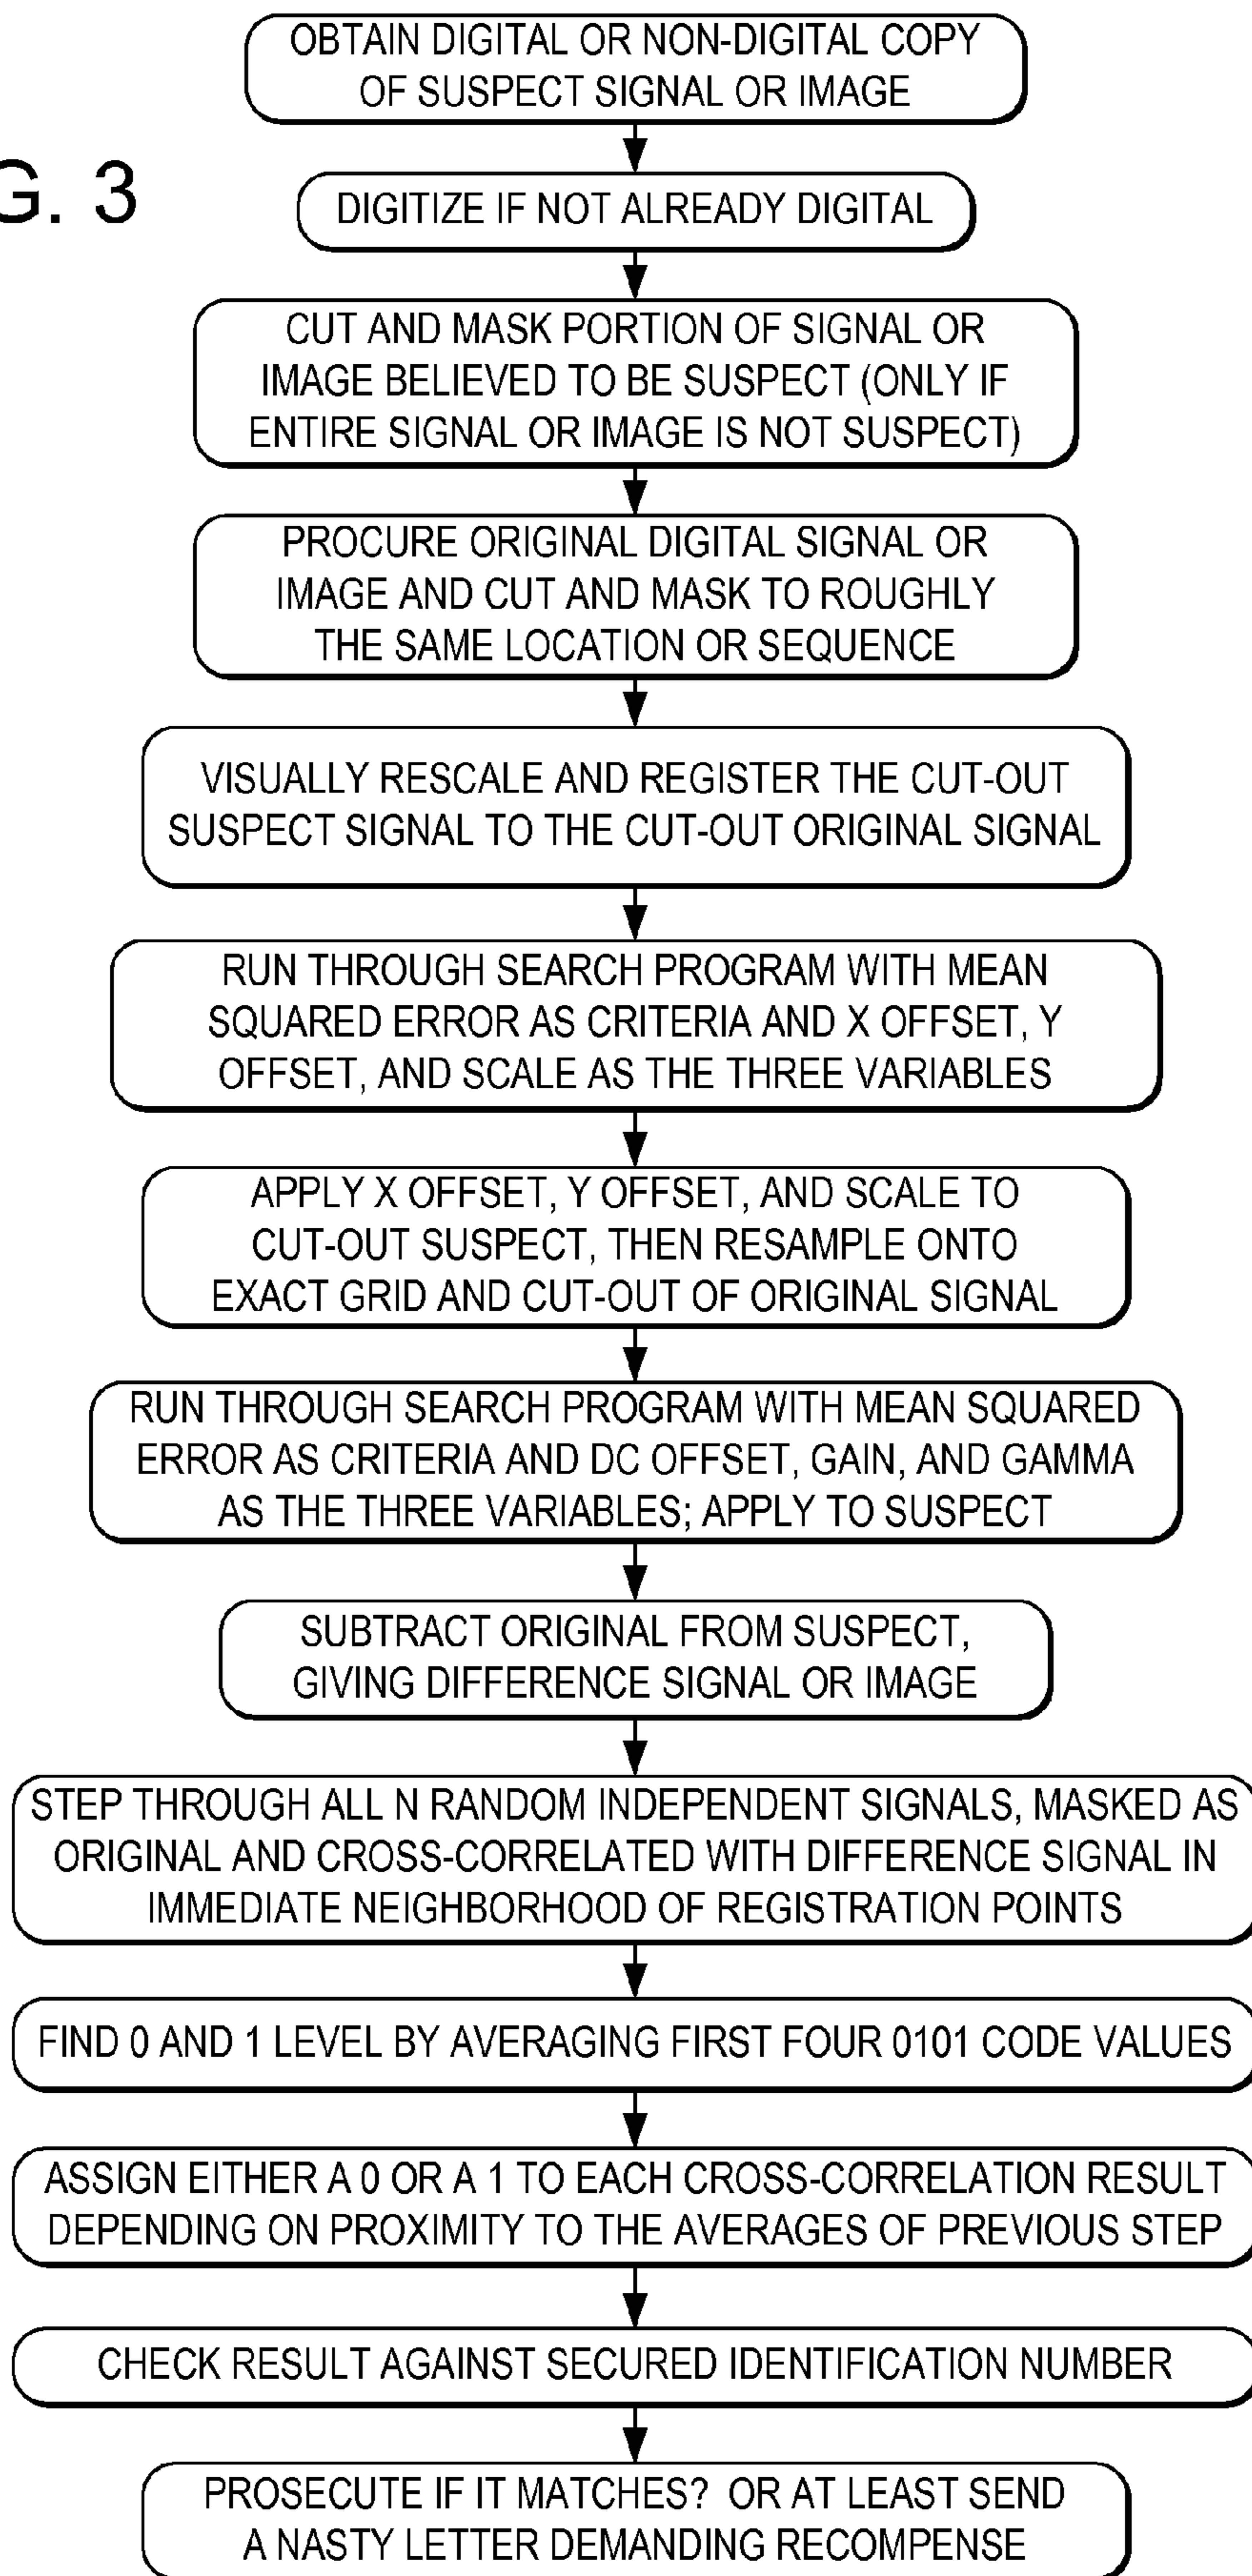 OBTAIN DIGITAL OR NON-DIGITAL COPY
OF SUSPECT SIGNAL OR IMAGE
G. 3
DIGITIZE IF NOT ALREADY DIGITAL
CUT AND MASK PORTION OF SIGNAL OR
IMAGE BELIEVED TO BE SUSPECT (ONLY IF
ENTIRE SIGNAL OR IMAGE IS NOT SUSPECT)
PROCURE ORIGINAL DIGITAL SIGNAL OR
IMAGE AND CUT AND MASK TO ROUGHLY
THE SAME LOCATION OR SEQUENCE
VISUALLY RESCALE AND REGISTER THE CUT-OUT
SUSPECT SIGNAL TO THE CUT-OUT ORIGINAL SIGNAL
RUN THROUGH SEARCH PROGRAM WITH MEAN
SQUARED ERROR AS CRITERIA AND X OFFSET, Y
OFFSET, AND SCALE AS THE THREE VARIABLES
APPLY X OFFSET, Y OFFSET, AND SCALE TO
CUT-OUT SUSPECT, THEN RESAMPLE ONTO
EXACT GRID AND CUT-OUT OF ORIGINAL SIGNAL
RUN THROUGH SEARCH PROGRAM WITH MEAN SQUARED
ERROR AS CRITERIA AND DC OFFSET, GAIN, AND GAMMA
AS THE THREE VARIABLES; APPLY TO SUSPECT
SUBTRACT ORIGINAL FROM SUSPECT,
GIVING DIFFERENCE SIGNAL OR IMAGE
STEP THROUGH ALL N RANDOM INDEPENDENT SIGNALS, MASKED AS
ORIGINAL AND CROSS-CORRELATED WITH DIFFERENCE SIGNAL IN
IMMEDIATE NEIGHBORHOOD OF REGISTRATION POINTS
FIND 0 AND 1 LEVEL BY AVERAGING FIRST FOUR 0101 CODE VALUES
ASSIGN EITHER A 0 OR A 1 TO EACH CROSS-CORRELATION RESULT
DEPENDING ON PROXIMITY TO THE AVERAGES OF PREVIOUS STEP
CHECK RESULT AGAINST SECURED IDENTIFICATION NUMBER
PROSECUTE IF IT MATCHES? OR AT LEAST SEND
A NASTY LETTER DEMANDING RECOMPENSE